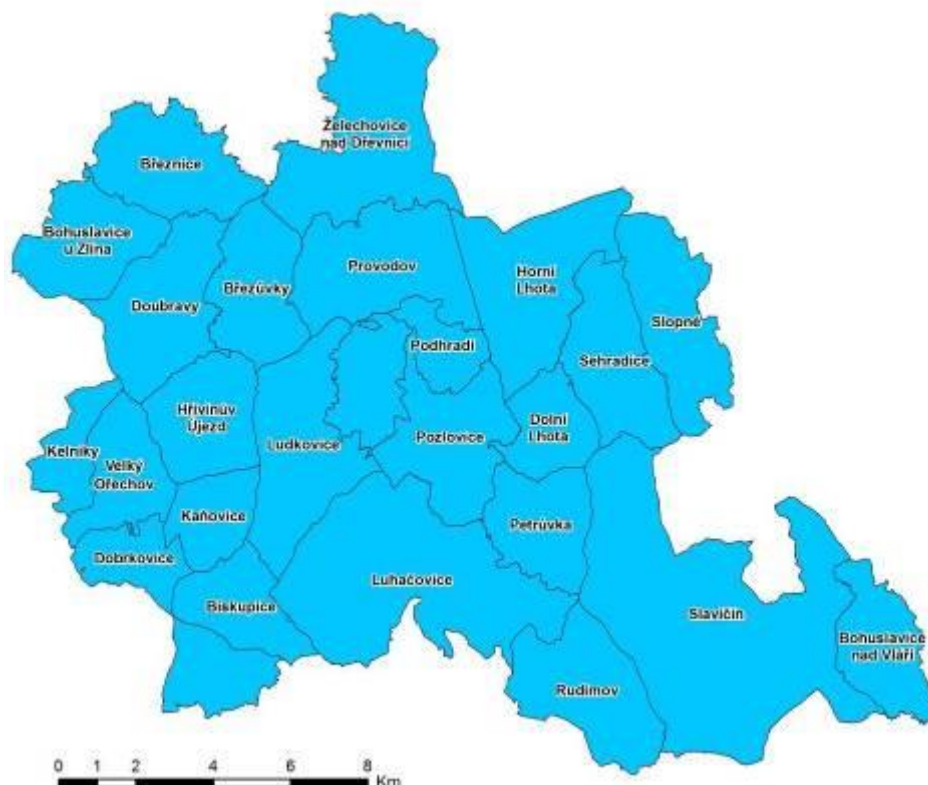 Želechovice
nad Dřevnicí
Březnice
Bohuslavice
u Zlína
Provodov
Horní
Lhota
Březůvky
Doubravy
Slopné
Podhradí
Sehradice
Hřivínův
Újezd
Dolní
Lhota
Ludkovice
Pozlovice
Kelníky
Velký
Ořechov
Kaňovice
Petrůvka
Dobrkovice
Luhačovice
Biskupice
Slavičín
Bohuslavice
nad Vláří
Rudimov
0 1 2 4 6 8
Km